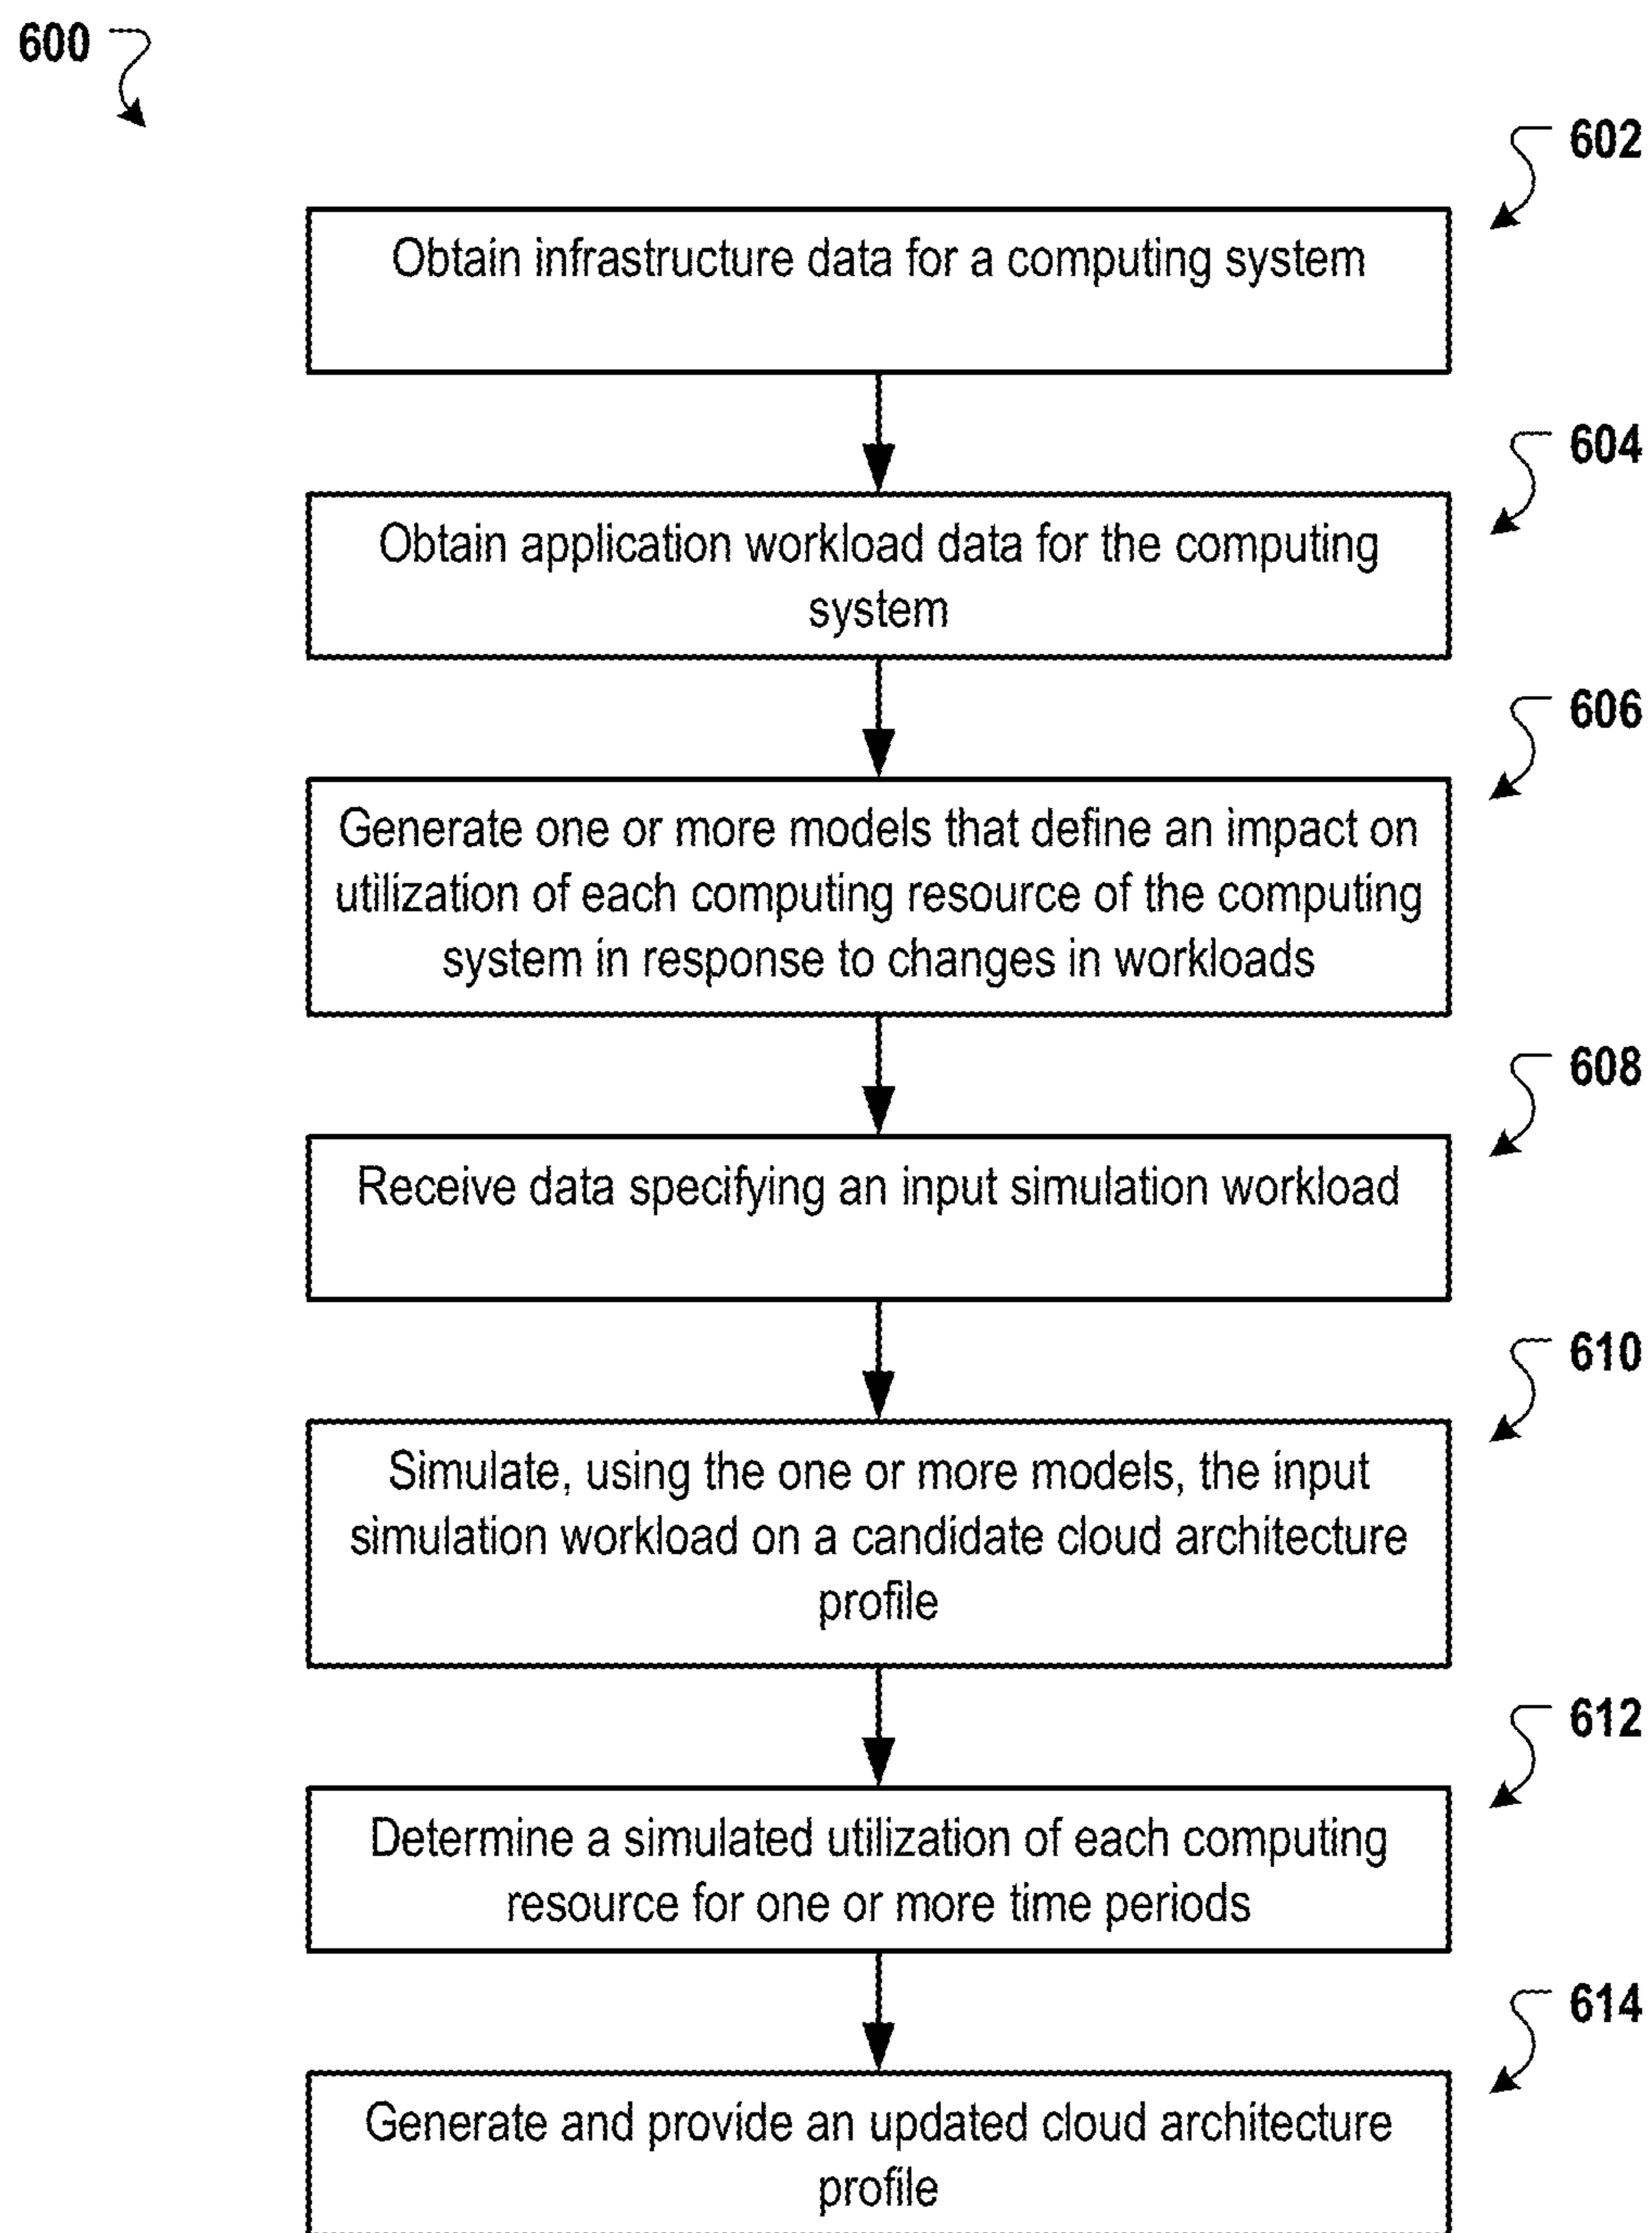 600
602
Obtain infrastructure data for a computing system
604
Obtain application workload data for the computing
system
606
Generate one or more models that define an impact on
utilization of each computing resource of the computing
system in response to changes in workloads
608
Receive data specifying an input simulation workload
610
Simulate, using the one or more models, the input
simulation workload on a candidate cloud architecture
profile
612
Determine a simulated utilization of each computing
resource for one or more time periods
614
Generate and provide an updated cloud architecture
profile